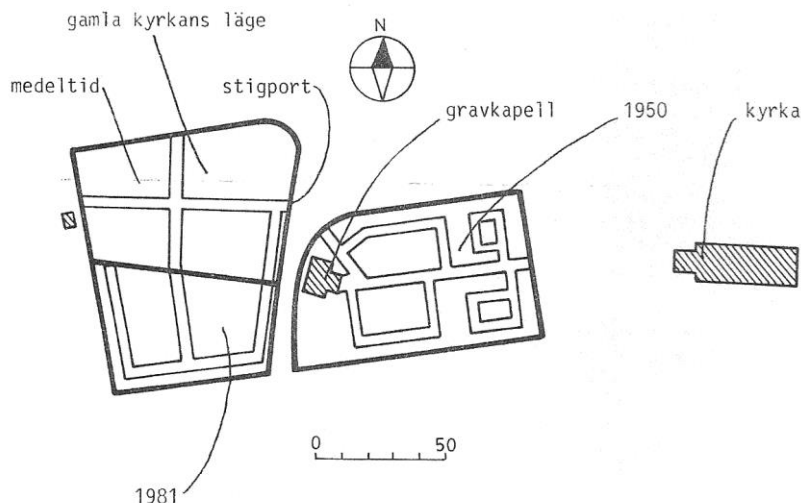 gamla kyrkans läge
N
medeltid
stigport
gravkapell
1950
kyrka
0 50
1981